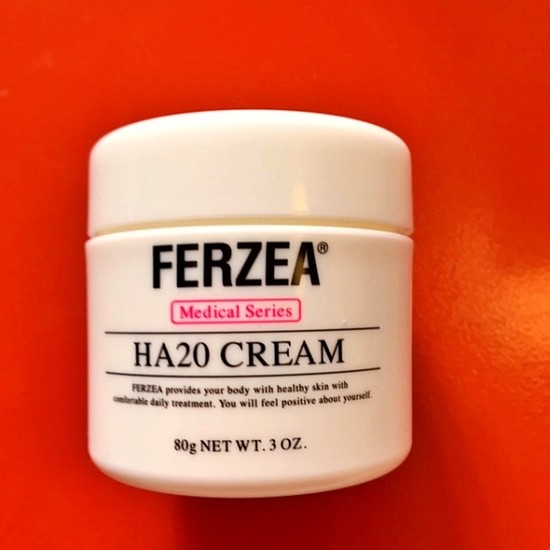 FERZEA®
Medical Series
HA20 CREAM
FERZEA provides your body with healthy skin with
comfortable daily treatment. You will feel positive about yourself.
80g NET WT. 3 OZ.